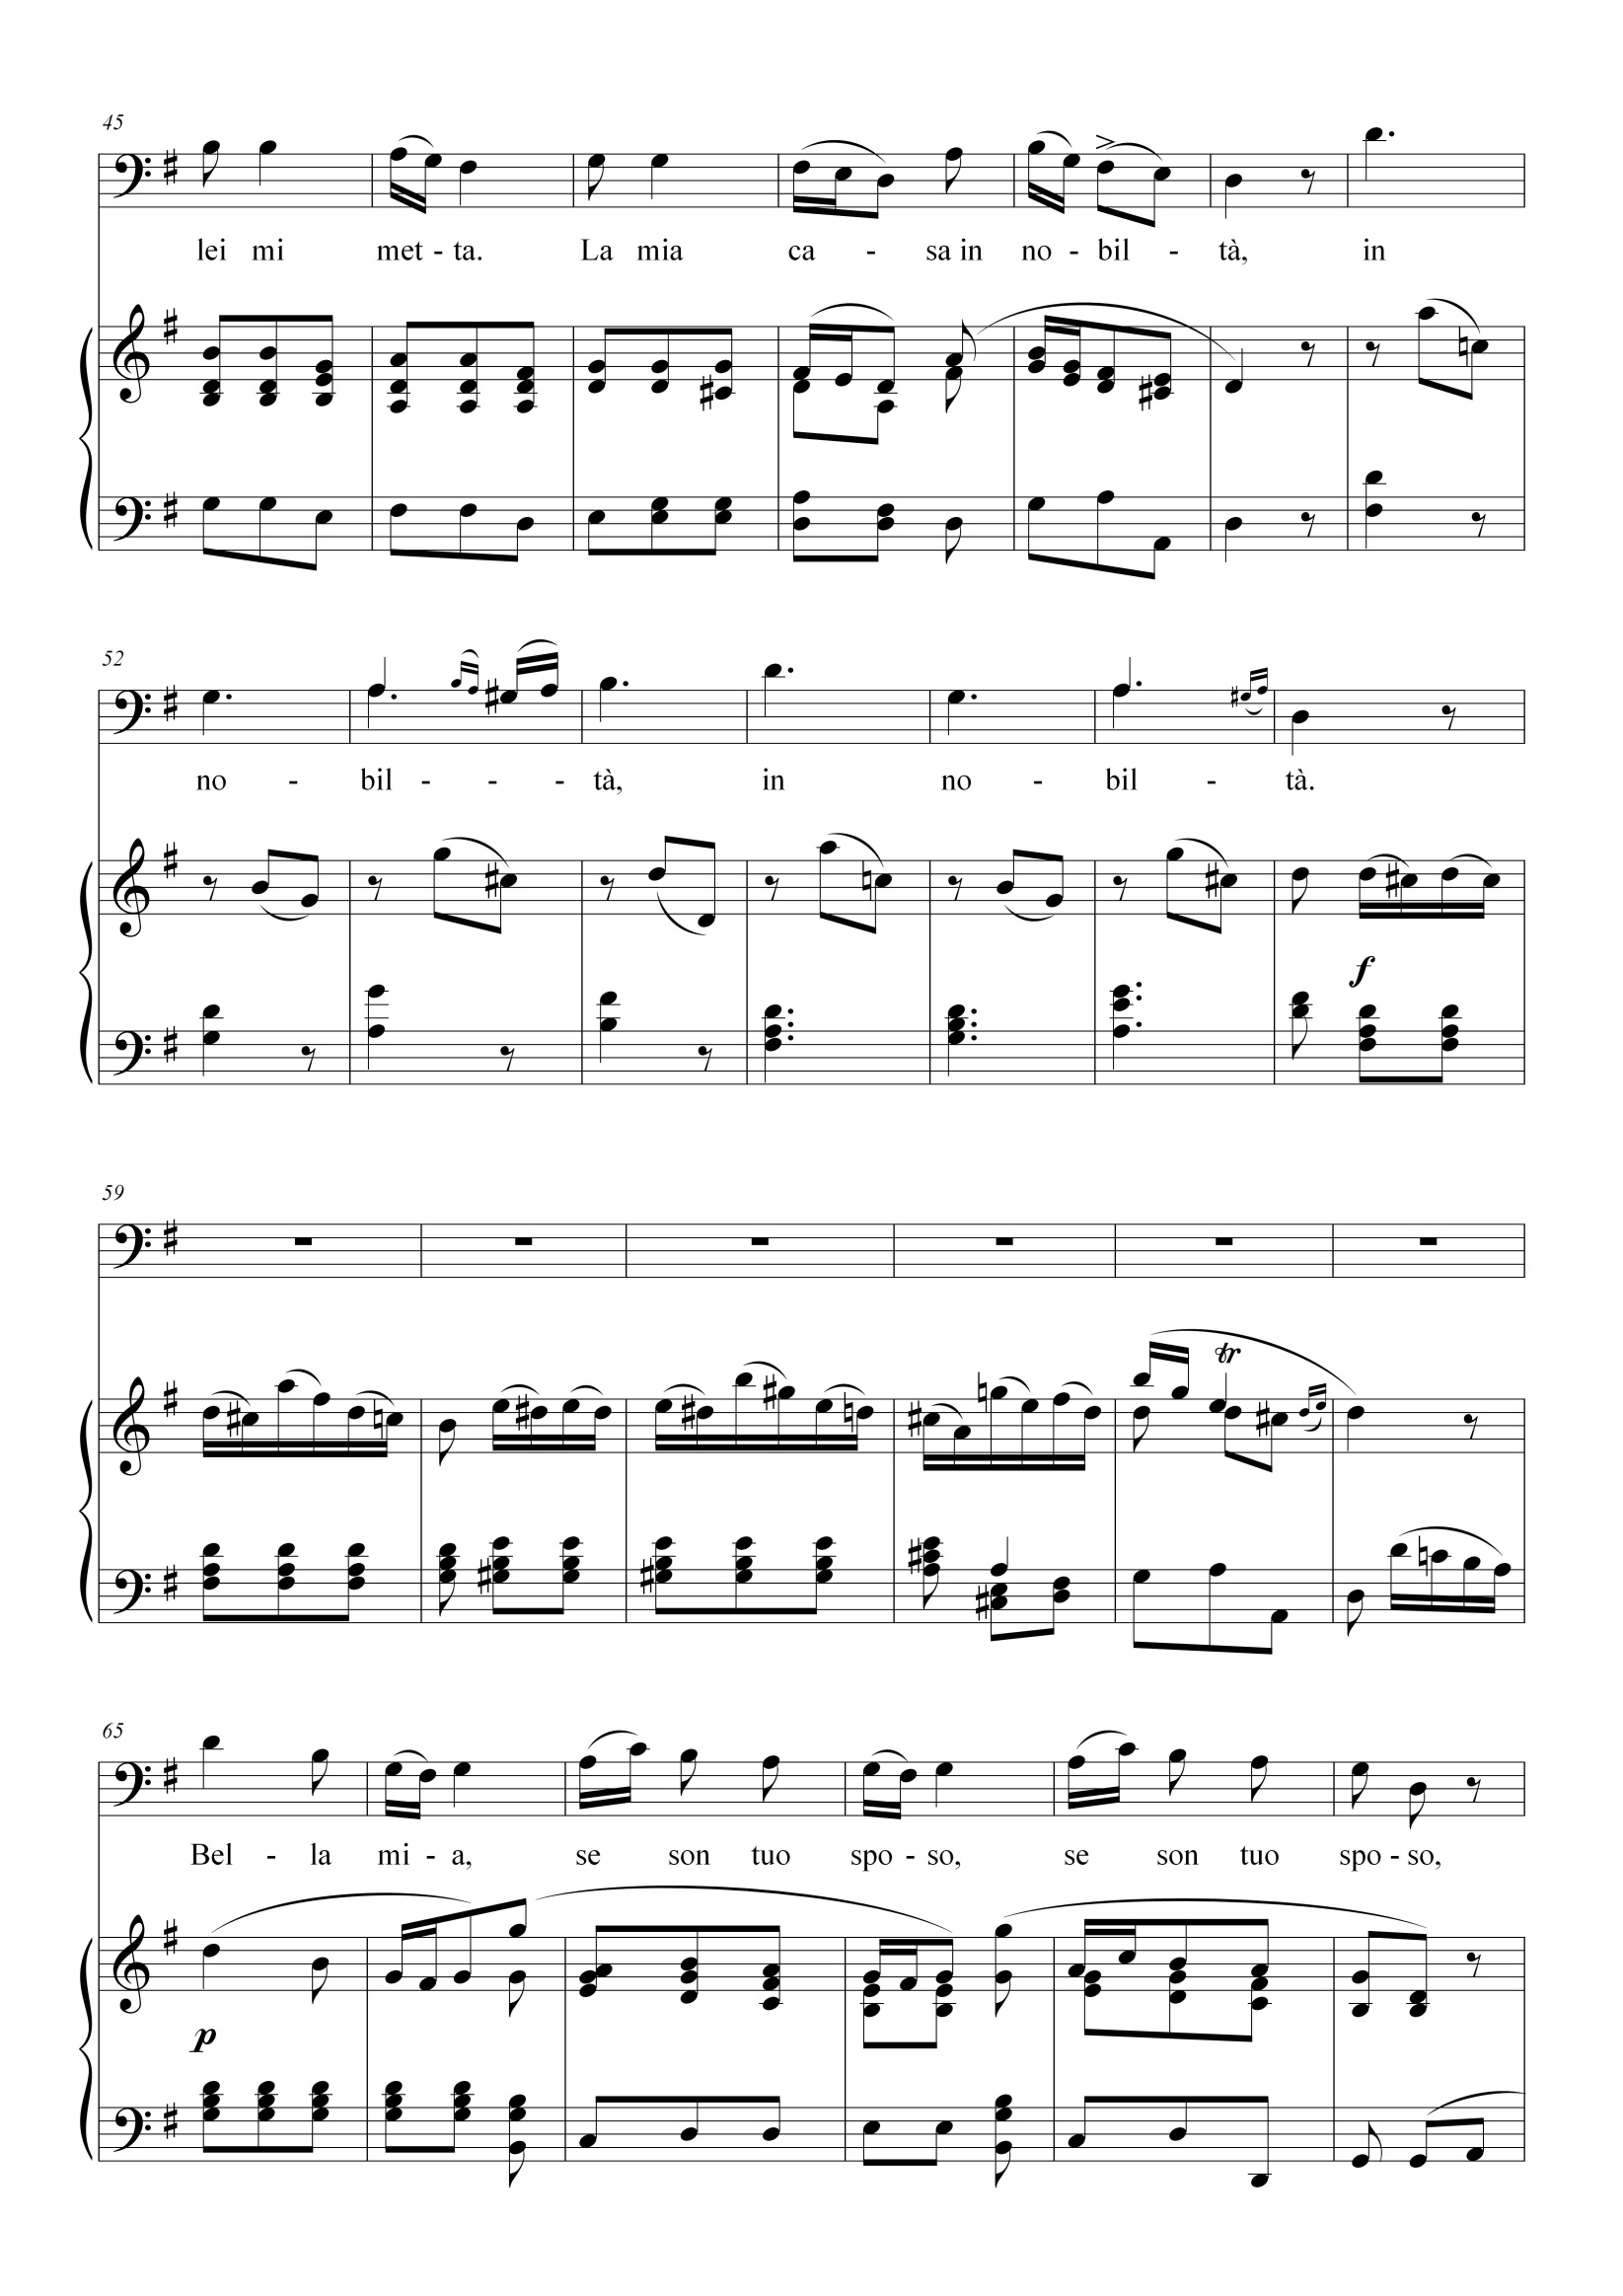 45
lei mi met - ta. La mia ca - sa in no - bil - tà, in
52
no - bil - - - tà, in no - bil - tà.
f
59
tr
65
Bel - la mi - a, se son tuo spo - so, se son tuo spo - so,
p